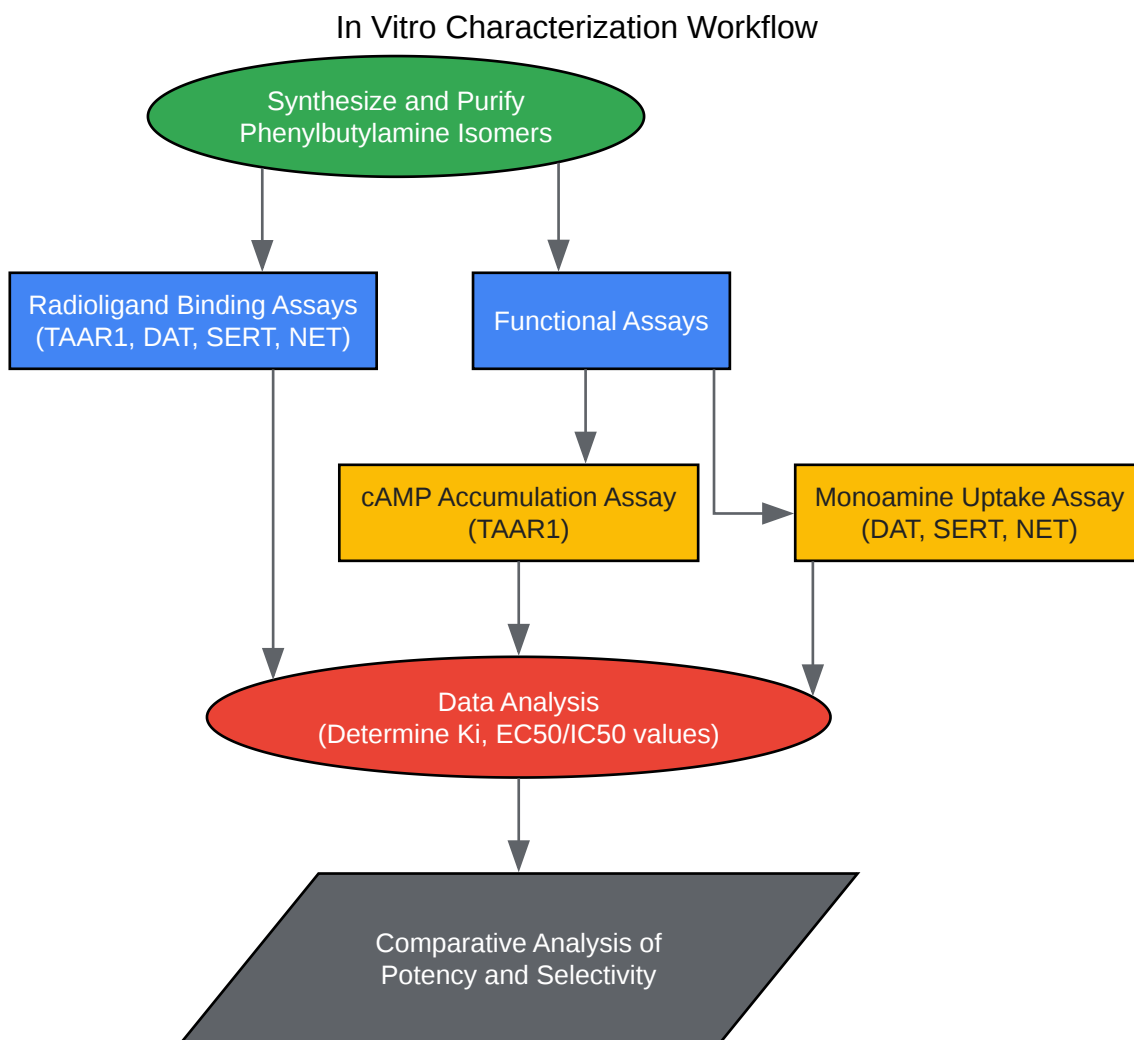 In Vitro Characterization Workflow
Synthesize and Purify
Phenylbutylamine Isomers
Radioligand Binding Assays
(TAAR1, DAT, SERT, NET)
Functional Assays
cAMP Accumulation Assay
(TAAR1)
Monoamine Uptake Assay
(DAT, SERT, NET)
Data Analysis
(Determine Ki, EC50/IC50 values)
Comparative Analysis of
Potency and Selectivity